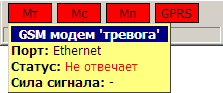 Мт Мс Мп GPRS
GSM модем 'тревога'
Порт: Ethernet
Статус: Не отвечает
Сила сигнала: -